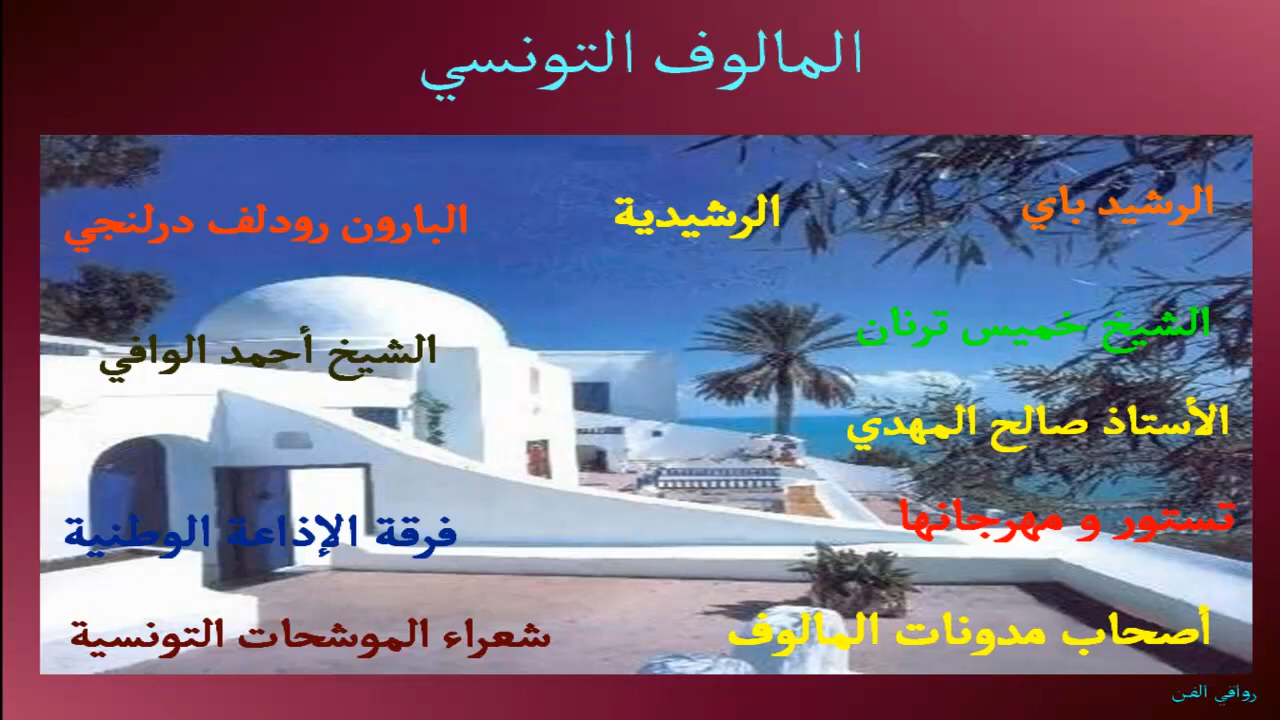 المالوف التونسي
الرشيد باي
الرشيدية
البارون رودلف درلنجي
الشيخ خميس ترنان
الشيخ أحمد الوافي
الأستاذ صالح المهدي
تستور و مهرجانها
فرقة الإذاعة الوطنية
أصحاب مدونات المالوف
شعراء الموشحات التونسية
روافي الفن